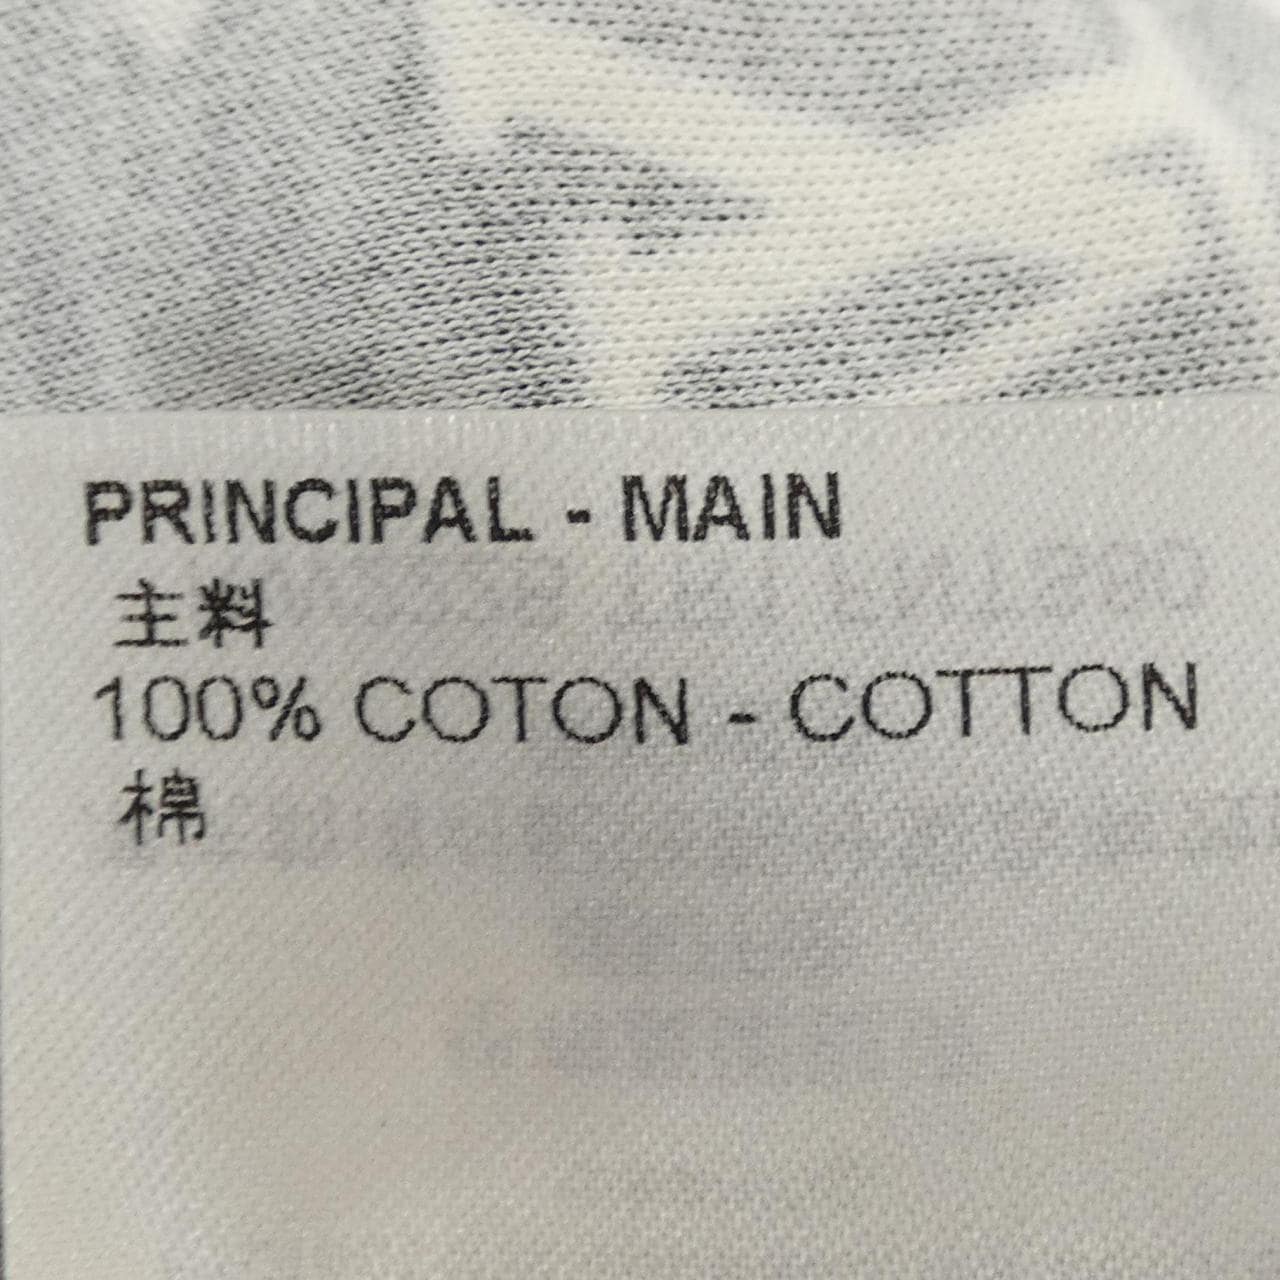 PRINCIPAL - MAIN
主料
100% COTON - COTTON
棉